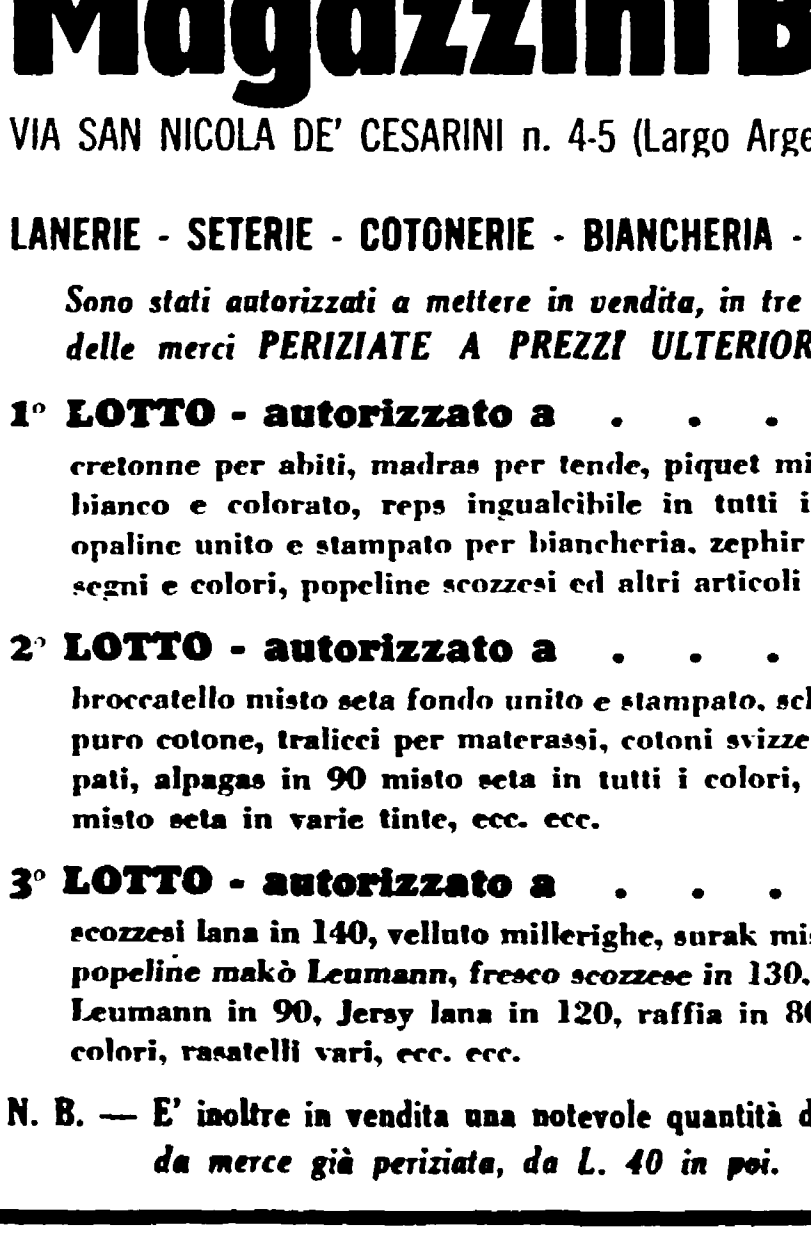 Magazzini B
VIA SAN NICOLA DE' CESARINI n. 4-5 (Largo Arge
LANERIE - SETERIE - COTONERIE - BIANCHERIA -
Sono stati autorizzati a mettere in vendita, in tre
delle merci PERIZIATE A PREZZI ULTERIOR
1° LOTTO - autorizzato a . . .
cretonne per abiti, madras per tende, piquet mi
bianco e colorato, reps ingualcibile in tutti i
opaline unito e stampato per biancheria, zephir
segni e colori, popeline scozzesi ed altri articoli
2° LOTTO - autorizzato a . . .
broccatello misto seta fondo unito e stampato, scl
puro cotone, tralicci per materassi, cotoni svizze
pati, alpagas in 90 misto seta in tutti i colori,
misto seta in varie tinte, ecc. ecc.
3° LOTTO - autorizzato a . . .
scozzesi lana in 140, velluto millerighe, surak mis
popeline makò Leumann, fresco scozzese in 130.
Leumann in 90, Jersy lana in 120, raffia in 80
colori, rasatelli vari, ecc. ecc.
N. B. — E' inoltre in vendita una notevole quantità d
da merce già periziata, da L. 40 in poi.